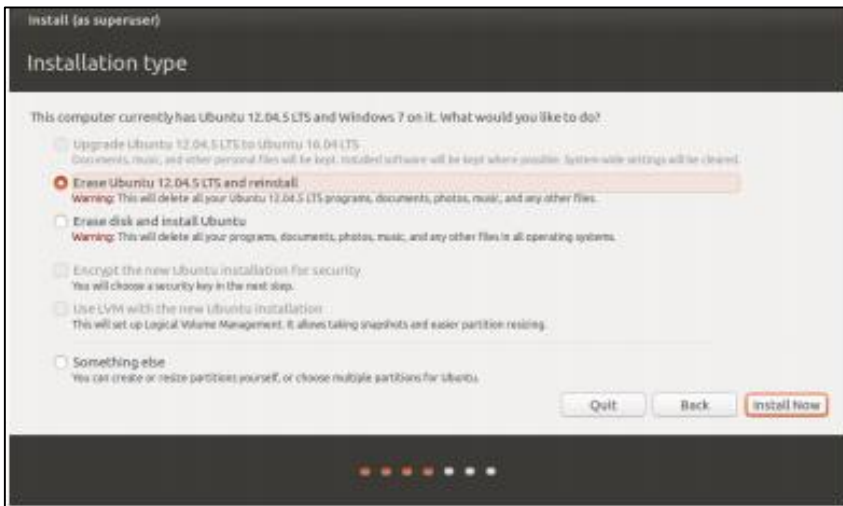 Install (as superuser)
Installation type
This computer currently has Ubuntu 12.04.5 LTS and Windows 7 on it. What would you like to do?
Upgrade Ubuntu 12.04.5 LTS to Ubuntu 16.04 LTS
Documents, music, and other personal files will be kept. Installed software will be kept where possible. System-wide settings will be cleared.
Erase Ubuntu 12.04.5 LTS and reinstall
Warning: This will delete all your Ubuntu 12.04.5 LTS programs, documents, photos, music, and any other files.
Erase disk and install Ubuntu
Warning: This will delete all your programs, documents, photos, music, and any other files in all operating systems.
Encrypt the new Ubuntu installation for security
You will choose a security key in the next step.
Use LVM with the new Ubuntu installation
This will set up Logical Volume Management. It allows taking snapshots and easier partition resizing.
Something else
You can create or resize partitions yourself, or choose multiple partitions for Ubuntu.
Quit Back Install Now